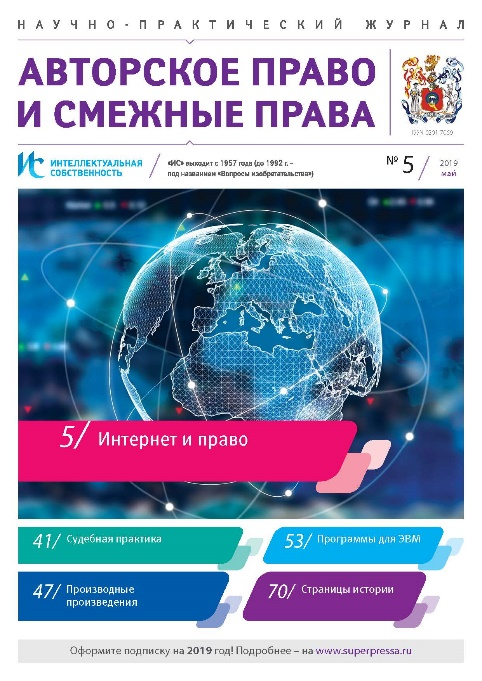 НАУЧНО-ПРАКТИЧЕСКИЙ ЖУРНАЛ
АВТОРСКОЕ ПРАВО
И СМЕЖНЫЕ ПРАВА
ISSN 0201-7059
ИС ИНТЕЛЛЕКТУАЛЬНАЯ
СОБСТВЕННОСТЬ
«ИС» выходит с 1957 года (до 1992 г. –
под названием «Вопросы изобретательства»)
№ 5 / 2019
май
5/ Интернет и право
41/ Судебная практика
53/ Программы для ЭВМ
47/ Производные
произведения
70/ Страницы истории
Оформите подписку на 2019 год! Подробнее – на www.superpressa.ru